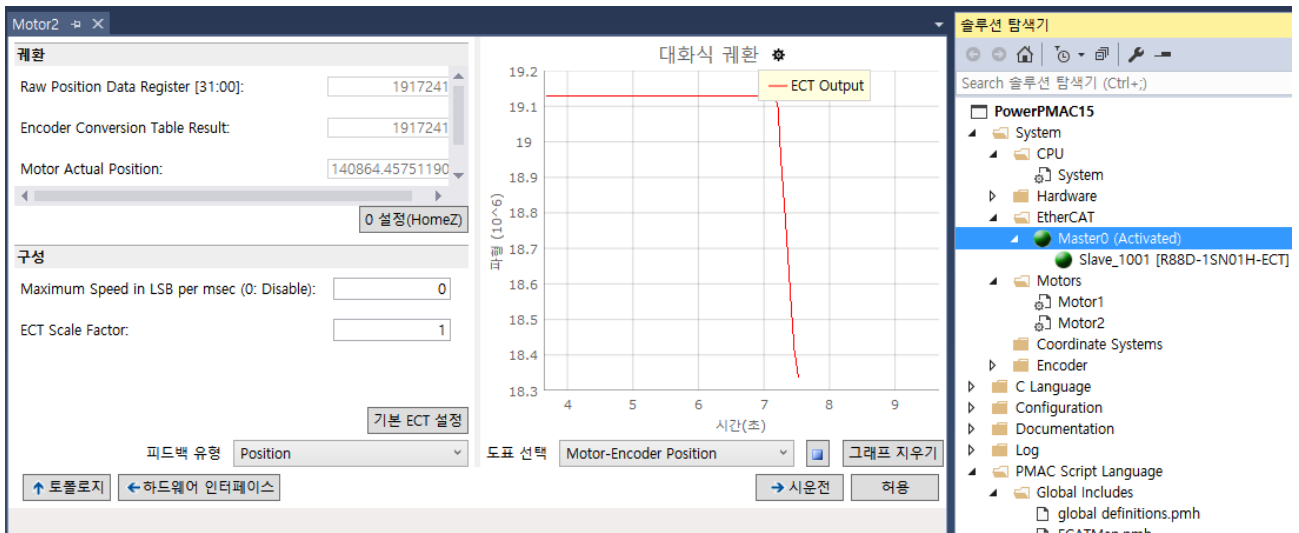 Motor2
궤환
Raw Position Data Register [31:00]:
1917241
Encoder Conversion Table Result:
1917241
Motor Actual Position:
140864.45751190
0 설정(HomeZ)
구성
Maximum Speed in LSB per msec (0: Disable):
0
ECT Scale Factor:
1
기본 ECT 설정
피드백 유형
Position
대화식 궤환
ECT Output
파형 (10^6)
19.2
19.1
19
18.9
18.8
18.7
18.6
18.5
18.4
18.3
4 5 6 7 8 9
시간(초)
도표 선택
Motor-Encoder Position
그래프 지우기
토폴로지
하드웨어 인터페이스
시운전
허용
솔루션 탐색기
Search 솔루션 탐색기 (Ctrl+;)
PowerPMAC15
System
CPU
System
Hardware
EtherCAT
Master0 (Activated)
Slave_1001 [R88D-1SN01H-ECT]
Motors
Motor1
Motor2
Coordinate Systems
Encoder
C Language
Configuration
Documentation
Log
PMAC Script Language
Global Includes
global definitions.pmh
ECATMap.pmh